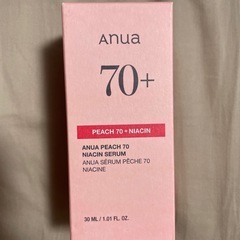 Anua
70+
PEACH 70 + NIACIN
ANUA PEACH 70
NIACIN SERUM
ANUA SÉRUM PÊCHE 70
NIACINE
30 ML / 1.01 FL. OZ.